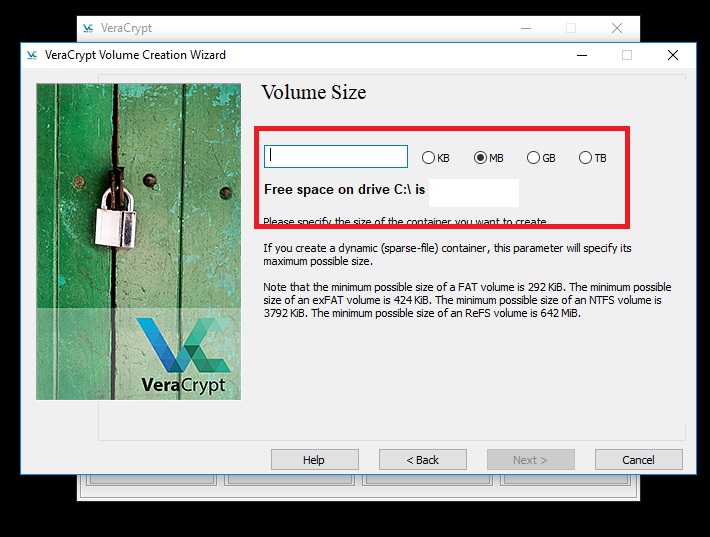 VeraCrypt
VeraCrypt Volume Creation Wizard
Volume Size
KB MB GB TB
Free space on drive C:\ is
Please specify the size of the container you want to create.
If you create a dynamic (sparse-file) container, this parameter will specify its
maximum possible size.
Note that the minimum possible size of a FAT volume is 292 KiB. The minimum possible
size of an exFAT volume is 424 KiB. The minimum possible size of an NTFS volume is
3792 KiB. The minimum possible size of an ReFS volume is 642 MiB.
VeraCrypt
Help < Back Next > Cancel